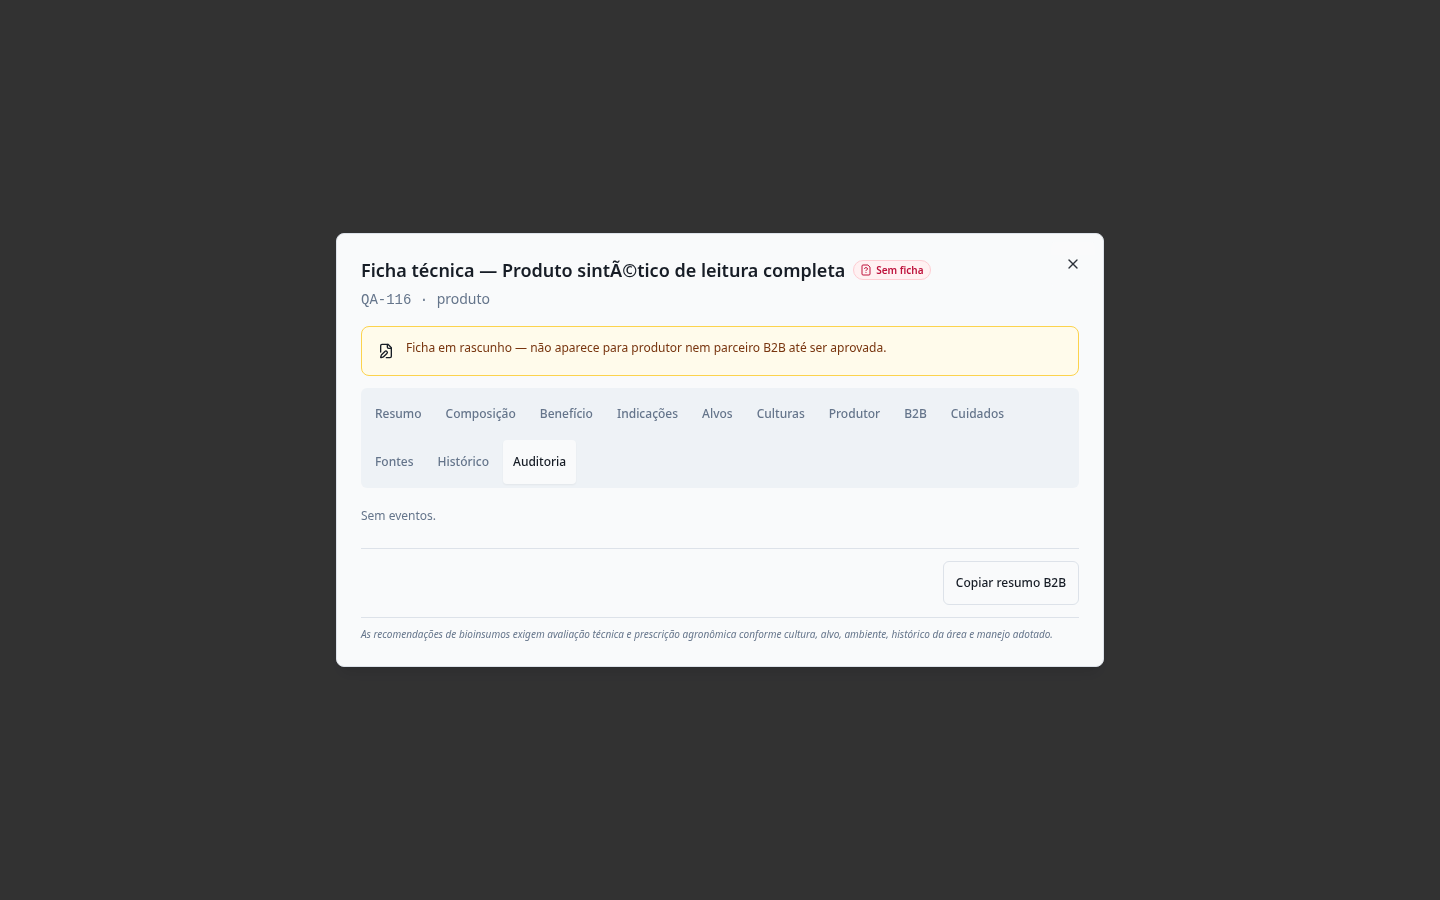 Ficha técnica — Produto sintÃ©tico de leitura completa Sem ficha
QA-116 · produto
Ficha em rascunho — não aparece para produtor nem parceiro B2B até ser aprovada.
Resumo Composição Benefício Indicações Alvos Culturas Produtor B2B Cuidados
Fontes Histórico Auditoria
Sem eventos.
Copiar resumo B2B
As recomendações de bioinsumos exigem avaliação técnica e prescrição agronômica conforme cultura, alvo, ambiente, histórico da área e manejo adotado.